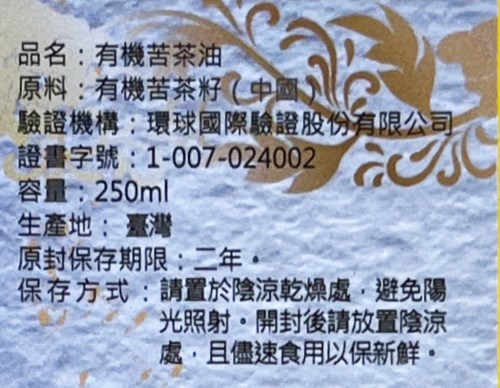 品名：有機苦茶油
原料：有機苦茶籽（中國）
驗證機構：環球國際驗證股份有限公司
證書字號：1-007-024002
容量：250ml
生產地： 臺灣
原封保存期限：二年。
保存方式：請置於陰涼乾燥處，避免陽
光照射。開封後請放置陰涼
處，且儘速食用以保新鮮。